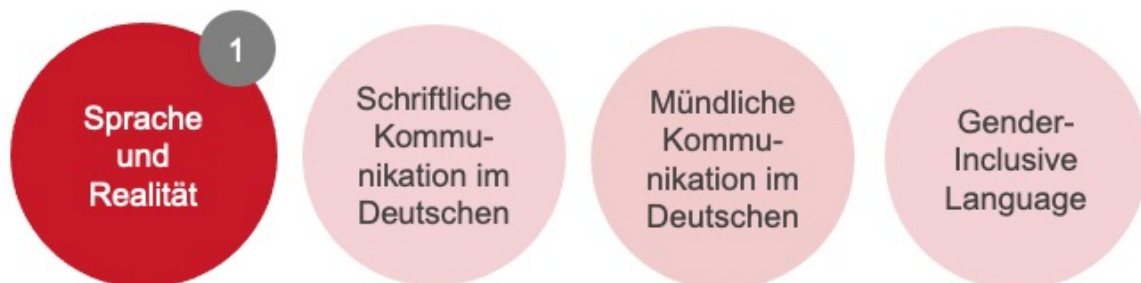 1
Sprache
und
Realität
Schriftliche
Kommu-
nikation im
Deutschen
Mündliche
Kommu-
nikation im
Deutschen
Gender-
Inclusive
Language